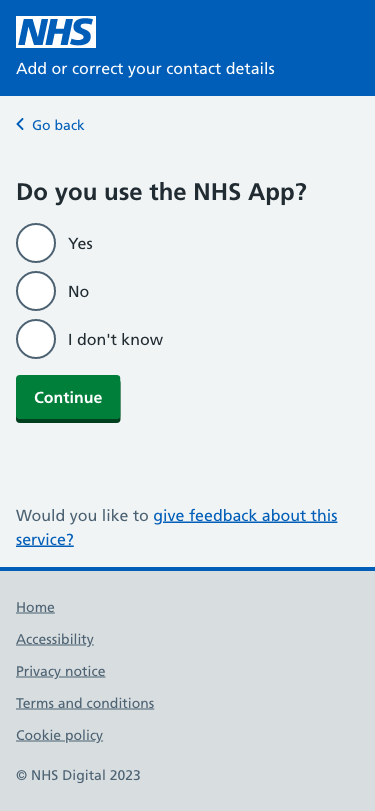 NHS
Add or correct your contact details
Go back
Do you use the NHS App?
Yes
No
I don't know
Continue
Would you like to give feedback about this
service?
Home
Accessibility
Privacy notice
Terms and conditions
Cookie policy
© NHS Digital 2023